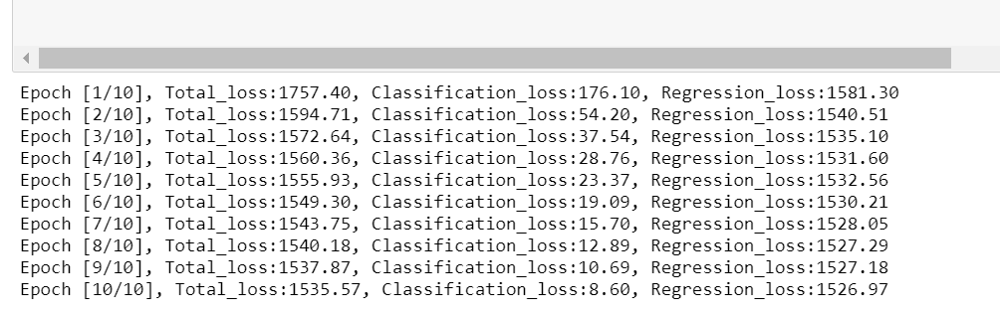 Epoch [1/10], Total_loss:1757.40, Classification_loss:176.10, Regression_loss:1581.30
Epoch [2/10], Total_loss:1594.71, Classification_loss:54.20, Regression_loss:1540.51
Epoch [3/10], Total_loss:1572.64, Classification_loss:37.54, Regression_loss:1535.10
Epoch [4/10], Total_loss:1560.36, Classification_loss:28.76, Regression_loss:1531.60
Epoch [5/10], Total_loss:1555.93, Classification_loss:23.37, Regression_loss:1532.56
Epoch [6/10], Total_loss:1549.30, Classification_loss:19.09, Regression_loss:1530.21
Epoch [7/10], Total_loss:1543.75, Classification_loss:15.70, Regression_loss:1528.05
Epoch [8/10], Total_loss:1540.18, Classification_loss:12.89, Regression_loss:1527.29
Epoch [9/10], Total_loss:1537.87, Classification_loss:10.69, Regression_loss:1527.18
Epoch [10/10], Total_loss:1535.57, Classification_loss:8.60, Regression_loss:1526.97